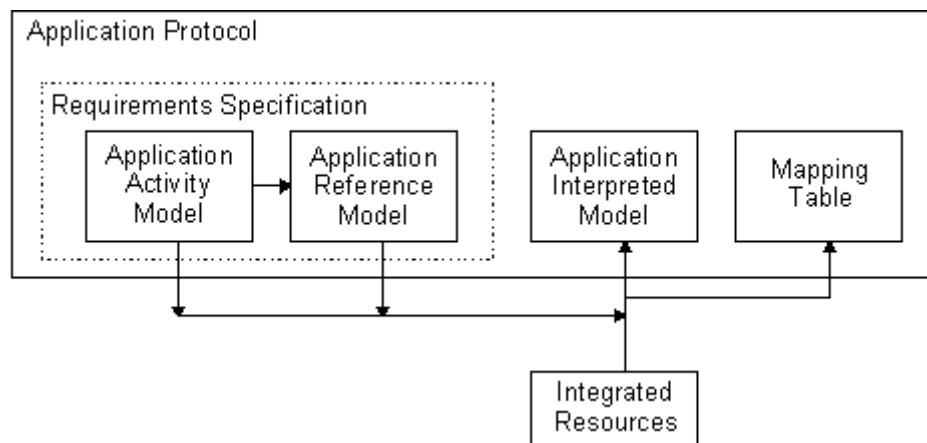 Application Protocol
Requirements Specification
Application
Activity
Model
Application
Reference
Model
Application
Interpreted
Model
Mapping
Table
Integrated
Resources